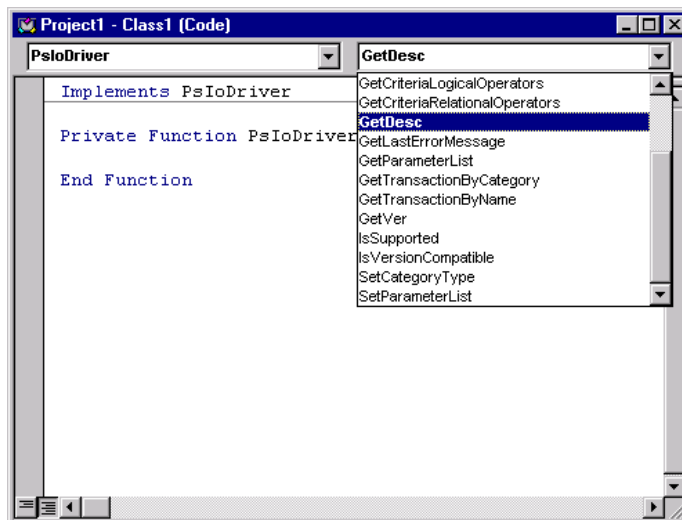 Project1 - Class1 (Code)
PsIoDriver
GetDesc
Implements PsIoDriver
Private Function PsIoDriver
End Function
GetCriteriaLogicalOperators
GetCriteriaRelationalOperators
GetDesc
GetLastErrorMessage
GetParameterList
GetTransactionByCategory
GetTransactionByName
GetVer
IsSupported
IsVersionCompatible
SetCategoryType
SetParameterList